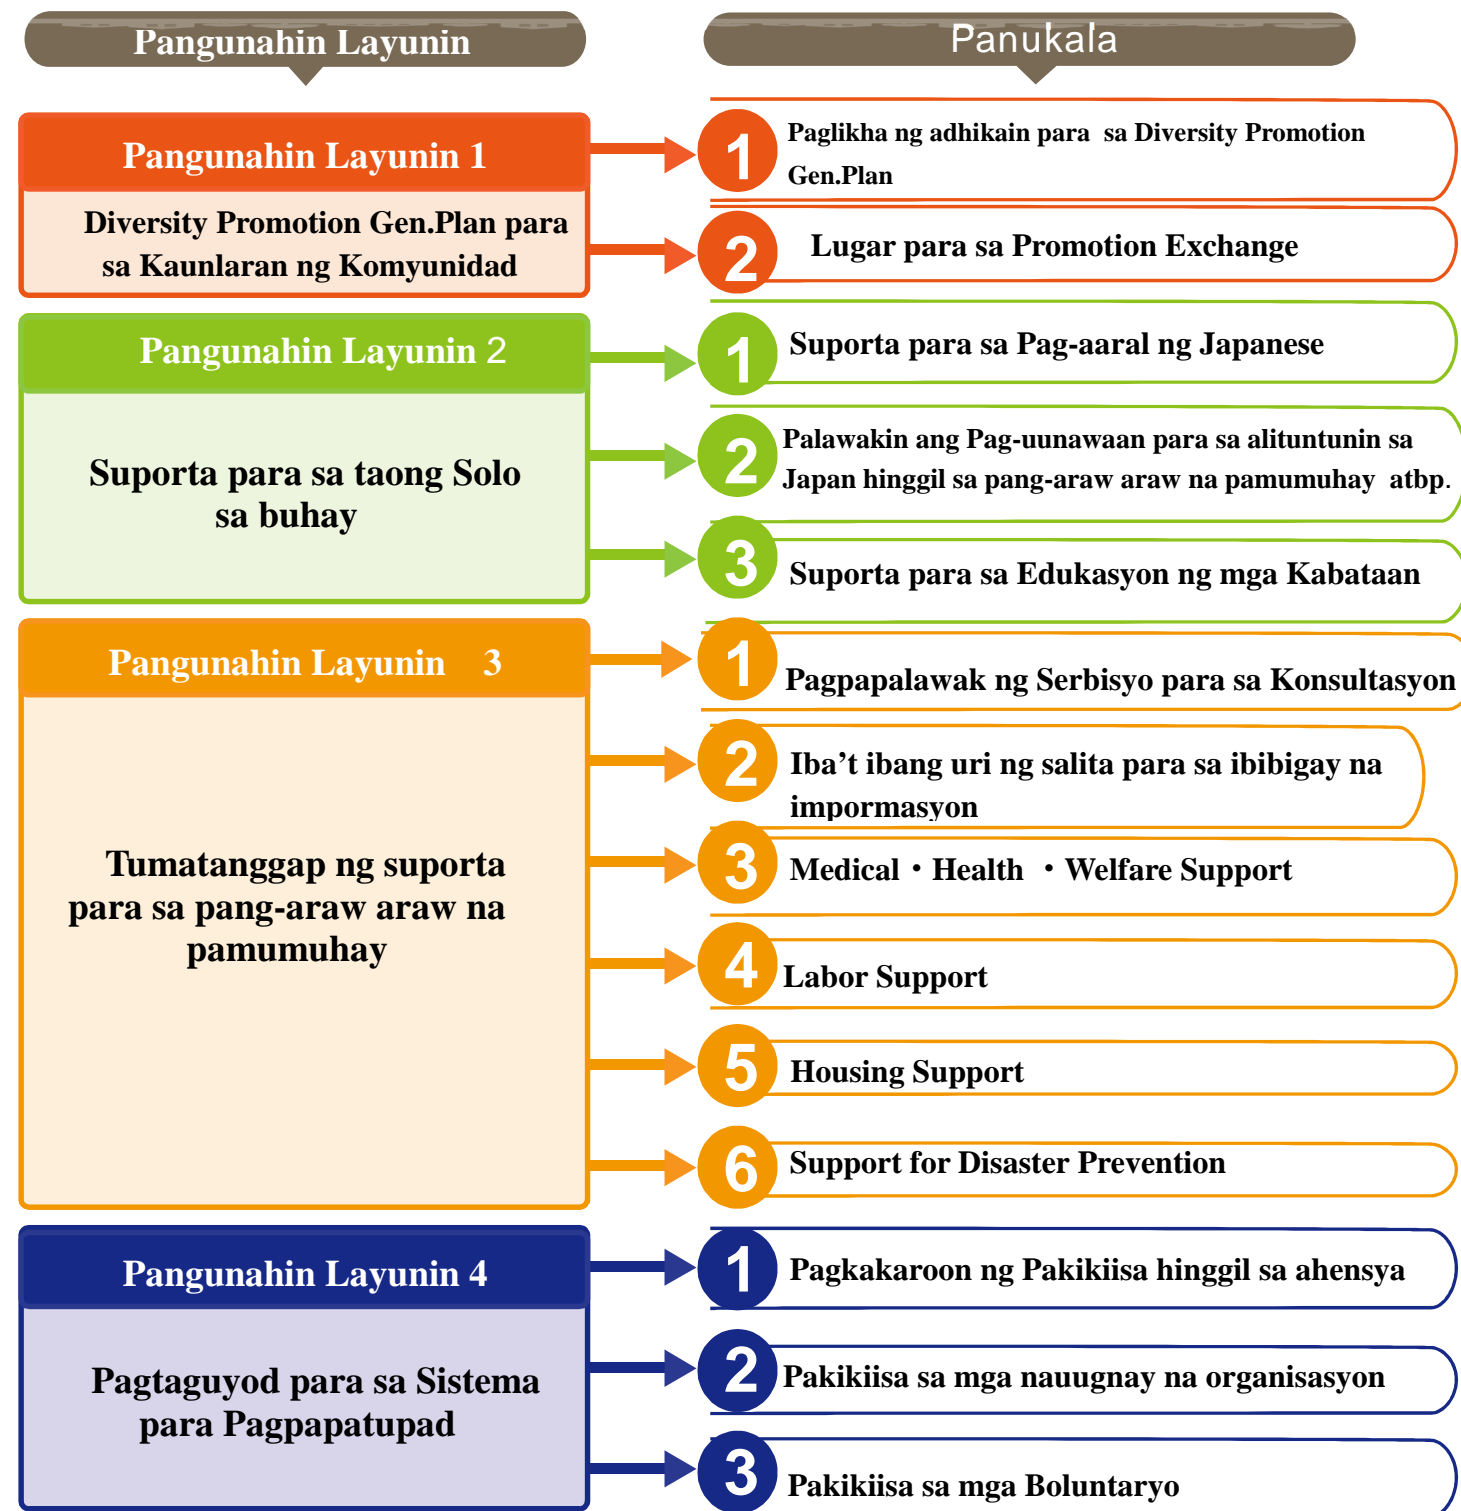 Pangunahin Layunin
Panukala
Pangunahin Layunin 1
Diversity Promotion Gen.Plan para
sa Kaunlaran ng Komyunidad
1
Paglikha ng adhikain para sa Diversity Promotion
Gen.Plan
2
Lugar para sa Promotion Exchange
Pangunahin Layunin 2
Suporta para sa taong Solo
sa buhay
1
Suporta para sa Pag-aaral ng Japanese
2
Palawakin ang Pag-uunawaan para sa alituntunin sa
Japan hinggil sa pang-araw araw na pamumuhay atbp.
3
Suporta para sa Edukasyon ng mga Kabataan
Pangunahin Layunin 3
Tumatanggap ng suporta
para sa pang-araw araw na
pamumuhay
1
Pagpapalawak ng Serbisyo para sa Konsultasyon
2
Iba’t ibang uri ng salita para sa ibibigay na
impormasyon
3
Medical・Health ・Welfare Support
4
Labor Support
5
Housing Support
6
Support for Disaster Prevention
Pangunahin Layunin 4
Pagtaguyod para sa Sistema
para Pagpapatupad
1
Pagkakaroon ng Pakikiisa hinggil sa ahensya
2
Pakikiisa sa mga nauugnay na organisasyon
3
Pakikiisa sa mga Boluntaryo